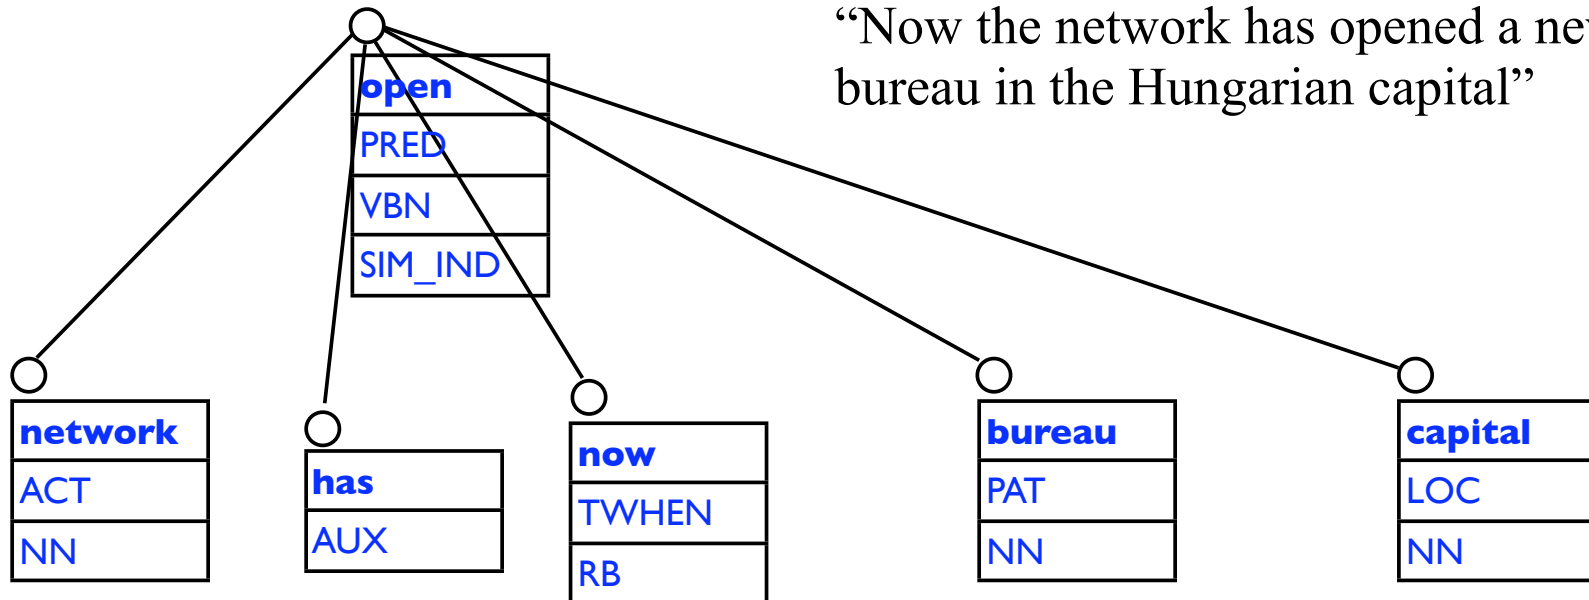 “Now the network has opened a
bureau in the Hungarian capital”
open
PRED
VBN
SIM_IND
network
ACT
NN
has
AUX
now
TWHEN
RB
bureau
PAT
NN
capital
LOC
NN